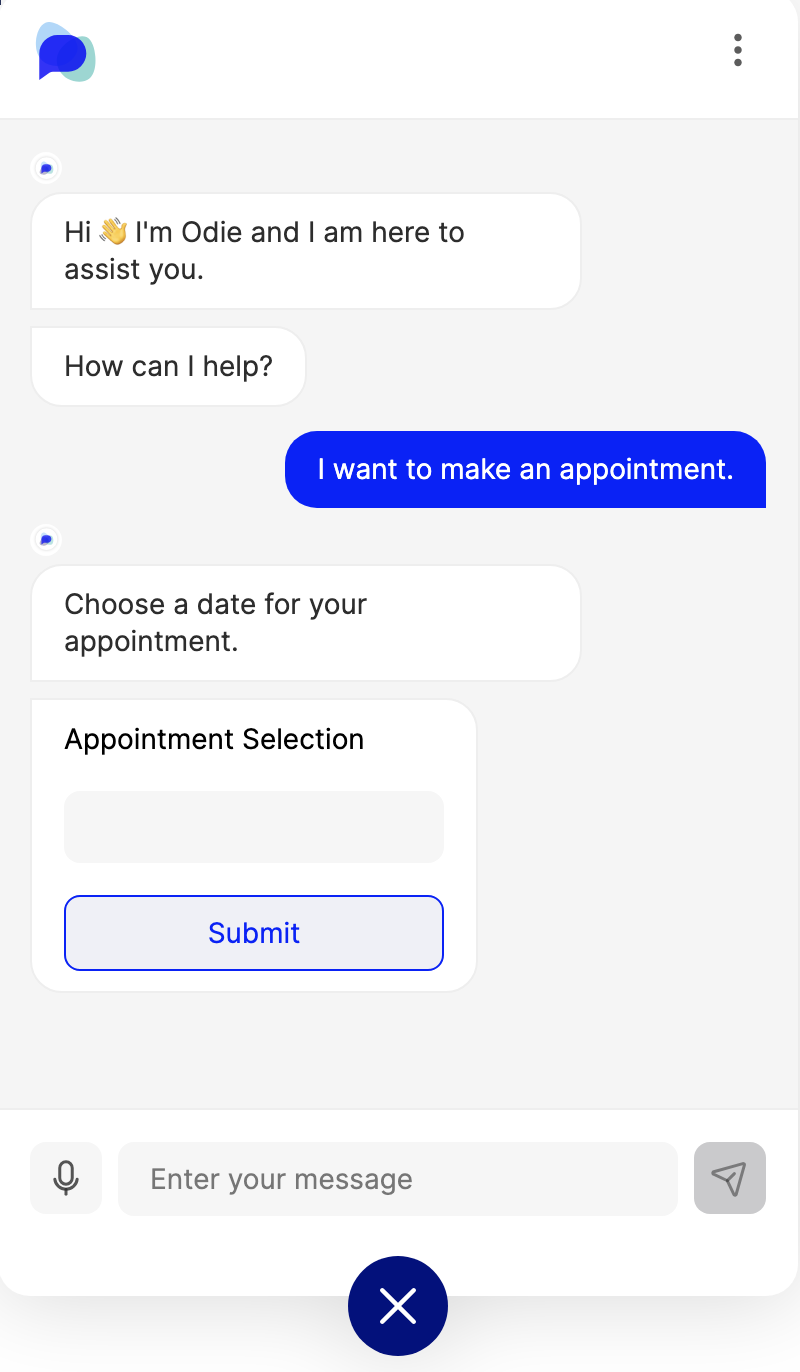 Hi 👋 I'm Odie and I am here to
assist you.
How can I help?
I want to make an appointment.
Choose a date for your
appointment.
Appointment Selection
Submit
Enter your message